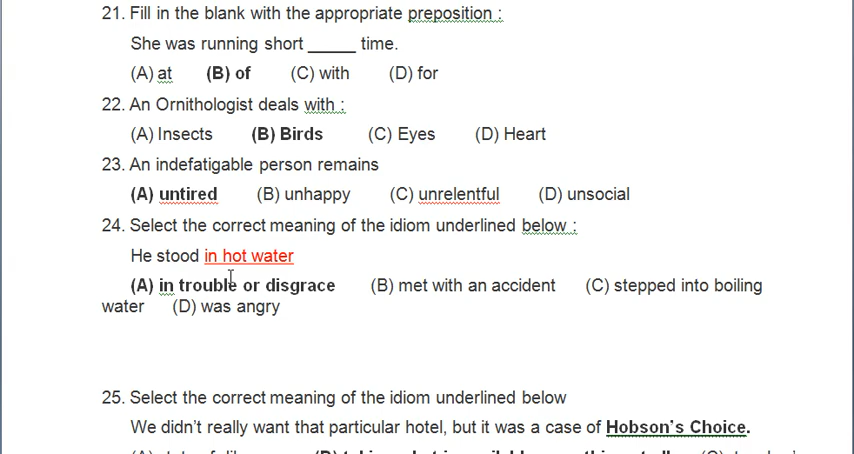 21. Fill in the blank with the appropriate preposition :
She was running short _____ time.
(A) at (B) of (C) with (D) for
22. An Ornithologist deals with :
(A) Insects (B) Birds (C) Eyes (D) Heart
23. An indefatigable person remains
(A) untired (B) unhappy (C) unrelentful (D) unsocial
24. Select the correct meaning of the idiom underlined below :
He stood in hot water
(A) in trouble or disgrace (B) met with an accident (C) stepped into boiling
water (D) was angry
25. Select the correct meaning of the idiom underlined below
We didn't really want that particular hotel, but it was a case of Hobson's Choice.